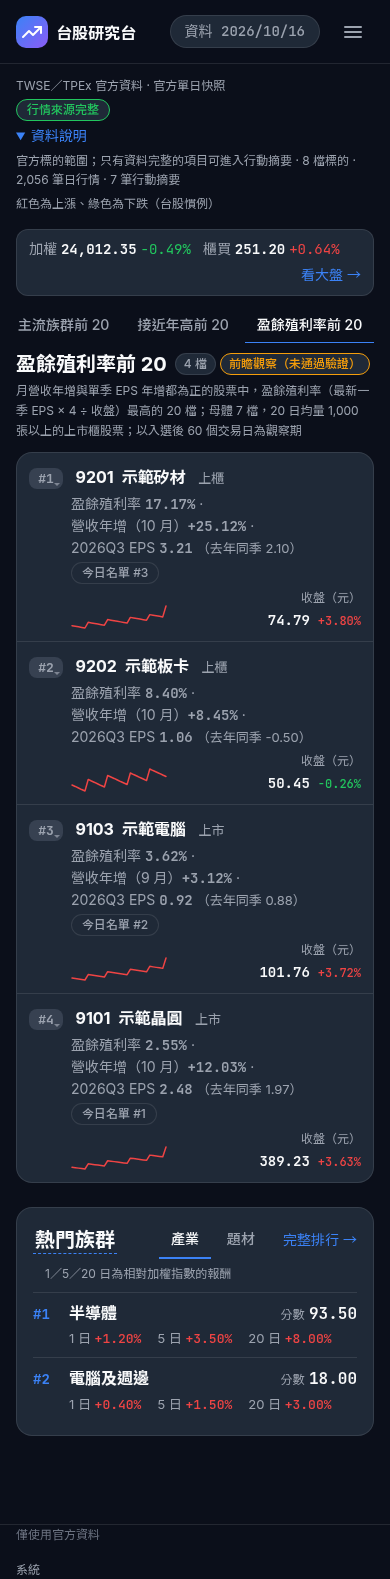 台股研究台
資料 2026/10/16
TWSE／TPEx 官方資料 · 官方單日快照
行情來源完整
▼ 資料說明
官方標的範圍；只有資料完整的項目可進入行動摘要 · 8 檔標的 ·
2,056 筆日行情 · 7 筆行動摘要
紅色為上漲、綠色為下跌（台股慣例）
加權 24,012.35 -0.49% 櫃買 251.20 +0.64%
看大盤 →
主流族群前 20 接近年高前 20 盈餘殖利率前 20
盈餘殖利率前 20 4 檔 前瞻觀察（未通過驗證）
月營收年增與單季 EPS 年增都為正的股票中，盈餘殖利率（最新一
季 EPS × 4 ÷ 收盤）最高的 20 檔；母體 7 檔，20 日均量 1,000
張以上的上市櫃股票；以入選後 60 個交易日為觀察期
#1 9201 示範矽材 上櫃
盈餘殖利率 17.17% ·
營收年增（10 月）+25.12% ·
2026Q3 EPS 3.21 （去年同季 2.10）
今日名單 #3
收盤（元）
74.79 +3.80%
#2 9202 示範板卡 上櫃
盈餘殖利率 8.40% ·
營收年增（10 月）+8.45% ·
2026Q3 EPS 1.06 （去年同季 -0.50）
收盤（元）
50.45 -0.26%
#3 9103 示範電腦 上市
盈餘殖利率 3.62% ·
營收年增（9 月）+3.12% ·
2026Q3 EPS 0.92 （去年同季 0.88）
今日名單 #2
收盤（元）
101.76 +3.72%
#4 9101 示範晶圓 上市
盈餘殖利率 2.55% ·
營收年增（10 月）+12.03% ·
2026Q3 EPS 2.48 （去年同季 1.97）
今日名單 #1
收盤（元）
389.23 +3.63%
熱門族群 產業 題材 完整排行 →
1／5／20 日為相對加權指數的報酬
#1 半導體 分數 93.50
1 日 +1.20% 5 日 +3.50% 20 日 +8.00%
#2 電腦及週邊 分數 18.00
1 日 +0.40% 5 日 +1.50% 20 日 +3.00%
僅使用官方資料
系統